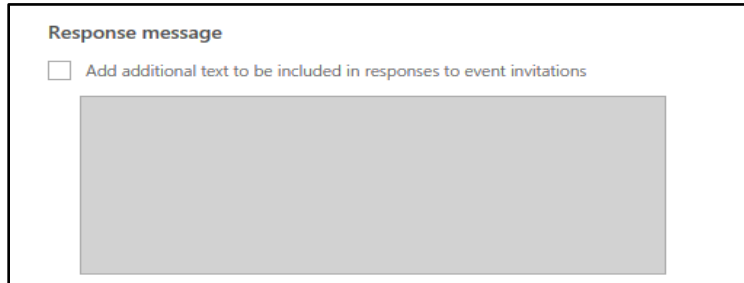 Response message
Add additional text to be included in responses to event invitations